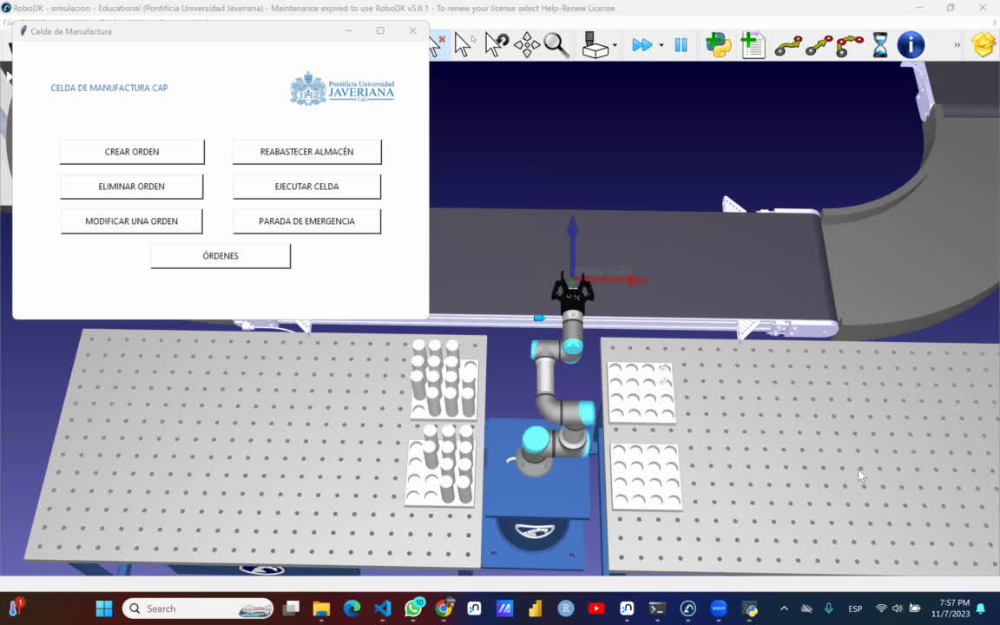 RoboDK - simulacion - Educational (Pontificia Universidad Javeriana) - Maintenance expired to use RoboDK v5.6.1 - To renew your license select Help-Renew License
Celda de Manufactura
CELDA DE MANUFACTURA CAP
Pontificia Universidad
JAVERIANA
Cali
CREAR ORDEN
REABASTECER ALMACÉN
ELIMINAR ORDEN
EJECUTAR CELDA
MODIFICAR UNA ORDEN
PARADA DE EMERGENCIA
ÓRDENES
1
Search
10
ESP
7:57 PM
11/7/2023